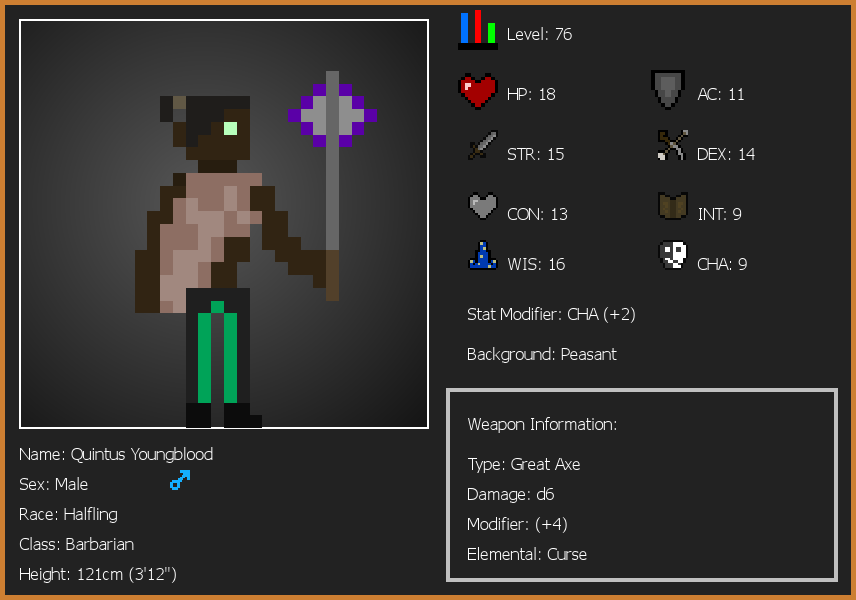 Level: 76
HP: 18
AC: 11
STR: 15
DEX: 14
CON: 13
INT: 9
WIS: 16
CHA: 9
Stat Modifier: CHA (+2)
Background: Peasant
Weapon Information:
Type: Great Axe
Damage: d6
Modifier: (+4)
Elemental: Curse
Name: Quintus Youngblood
Sex: Male
Race: Halfling
Class: Barbarian
Height: 121cm (3'12")